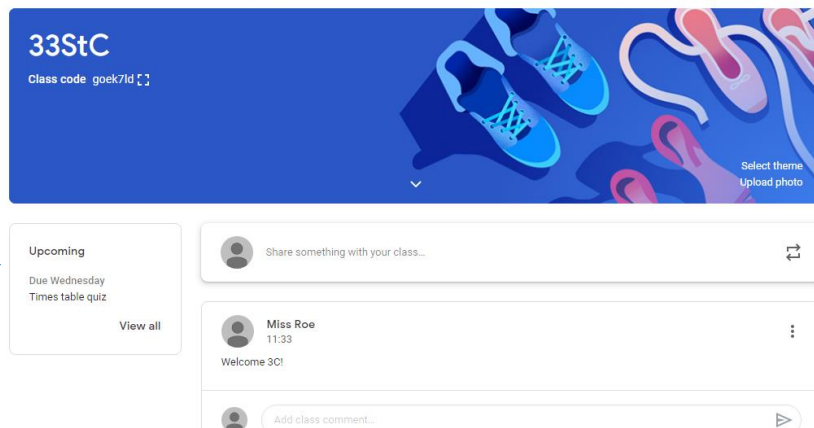 33StC
Class code goek7ld
Select theme
Upload photo
Upcoming
Due Wednesday
Times table quiz
View all
Share something with your class...
Miss Roe
11:33
Welcome 3C!
Add class comment...